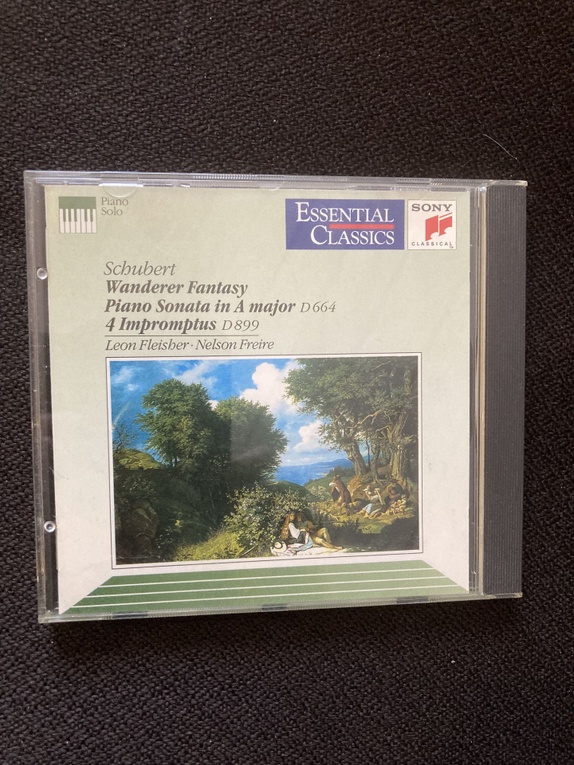 Piano
Solo
ESSENTIAL
CLASSICS
SONY
CLASSICAL
Schubert
Wanderer Fantasy
Piano Sonata in A major D 664
4 Impromptus D 899
Leon Fleisher · Nelson Freire